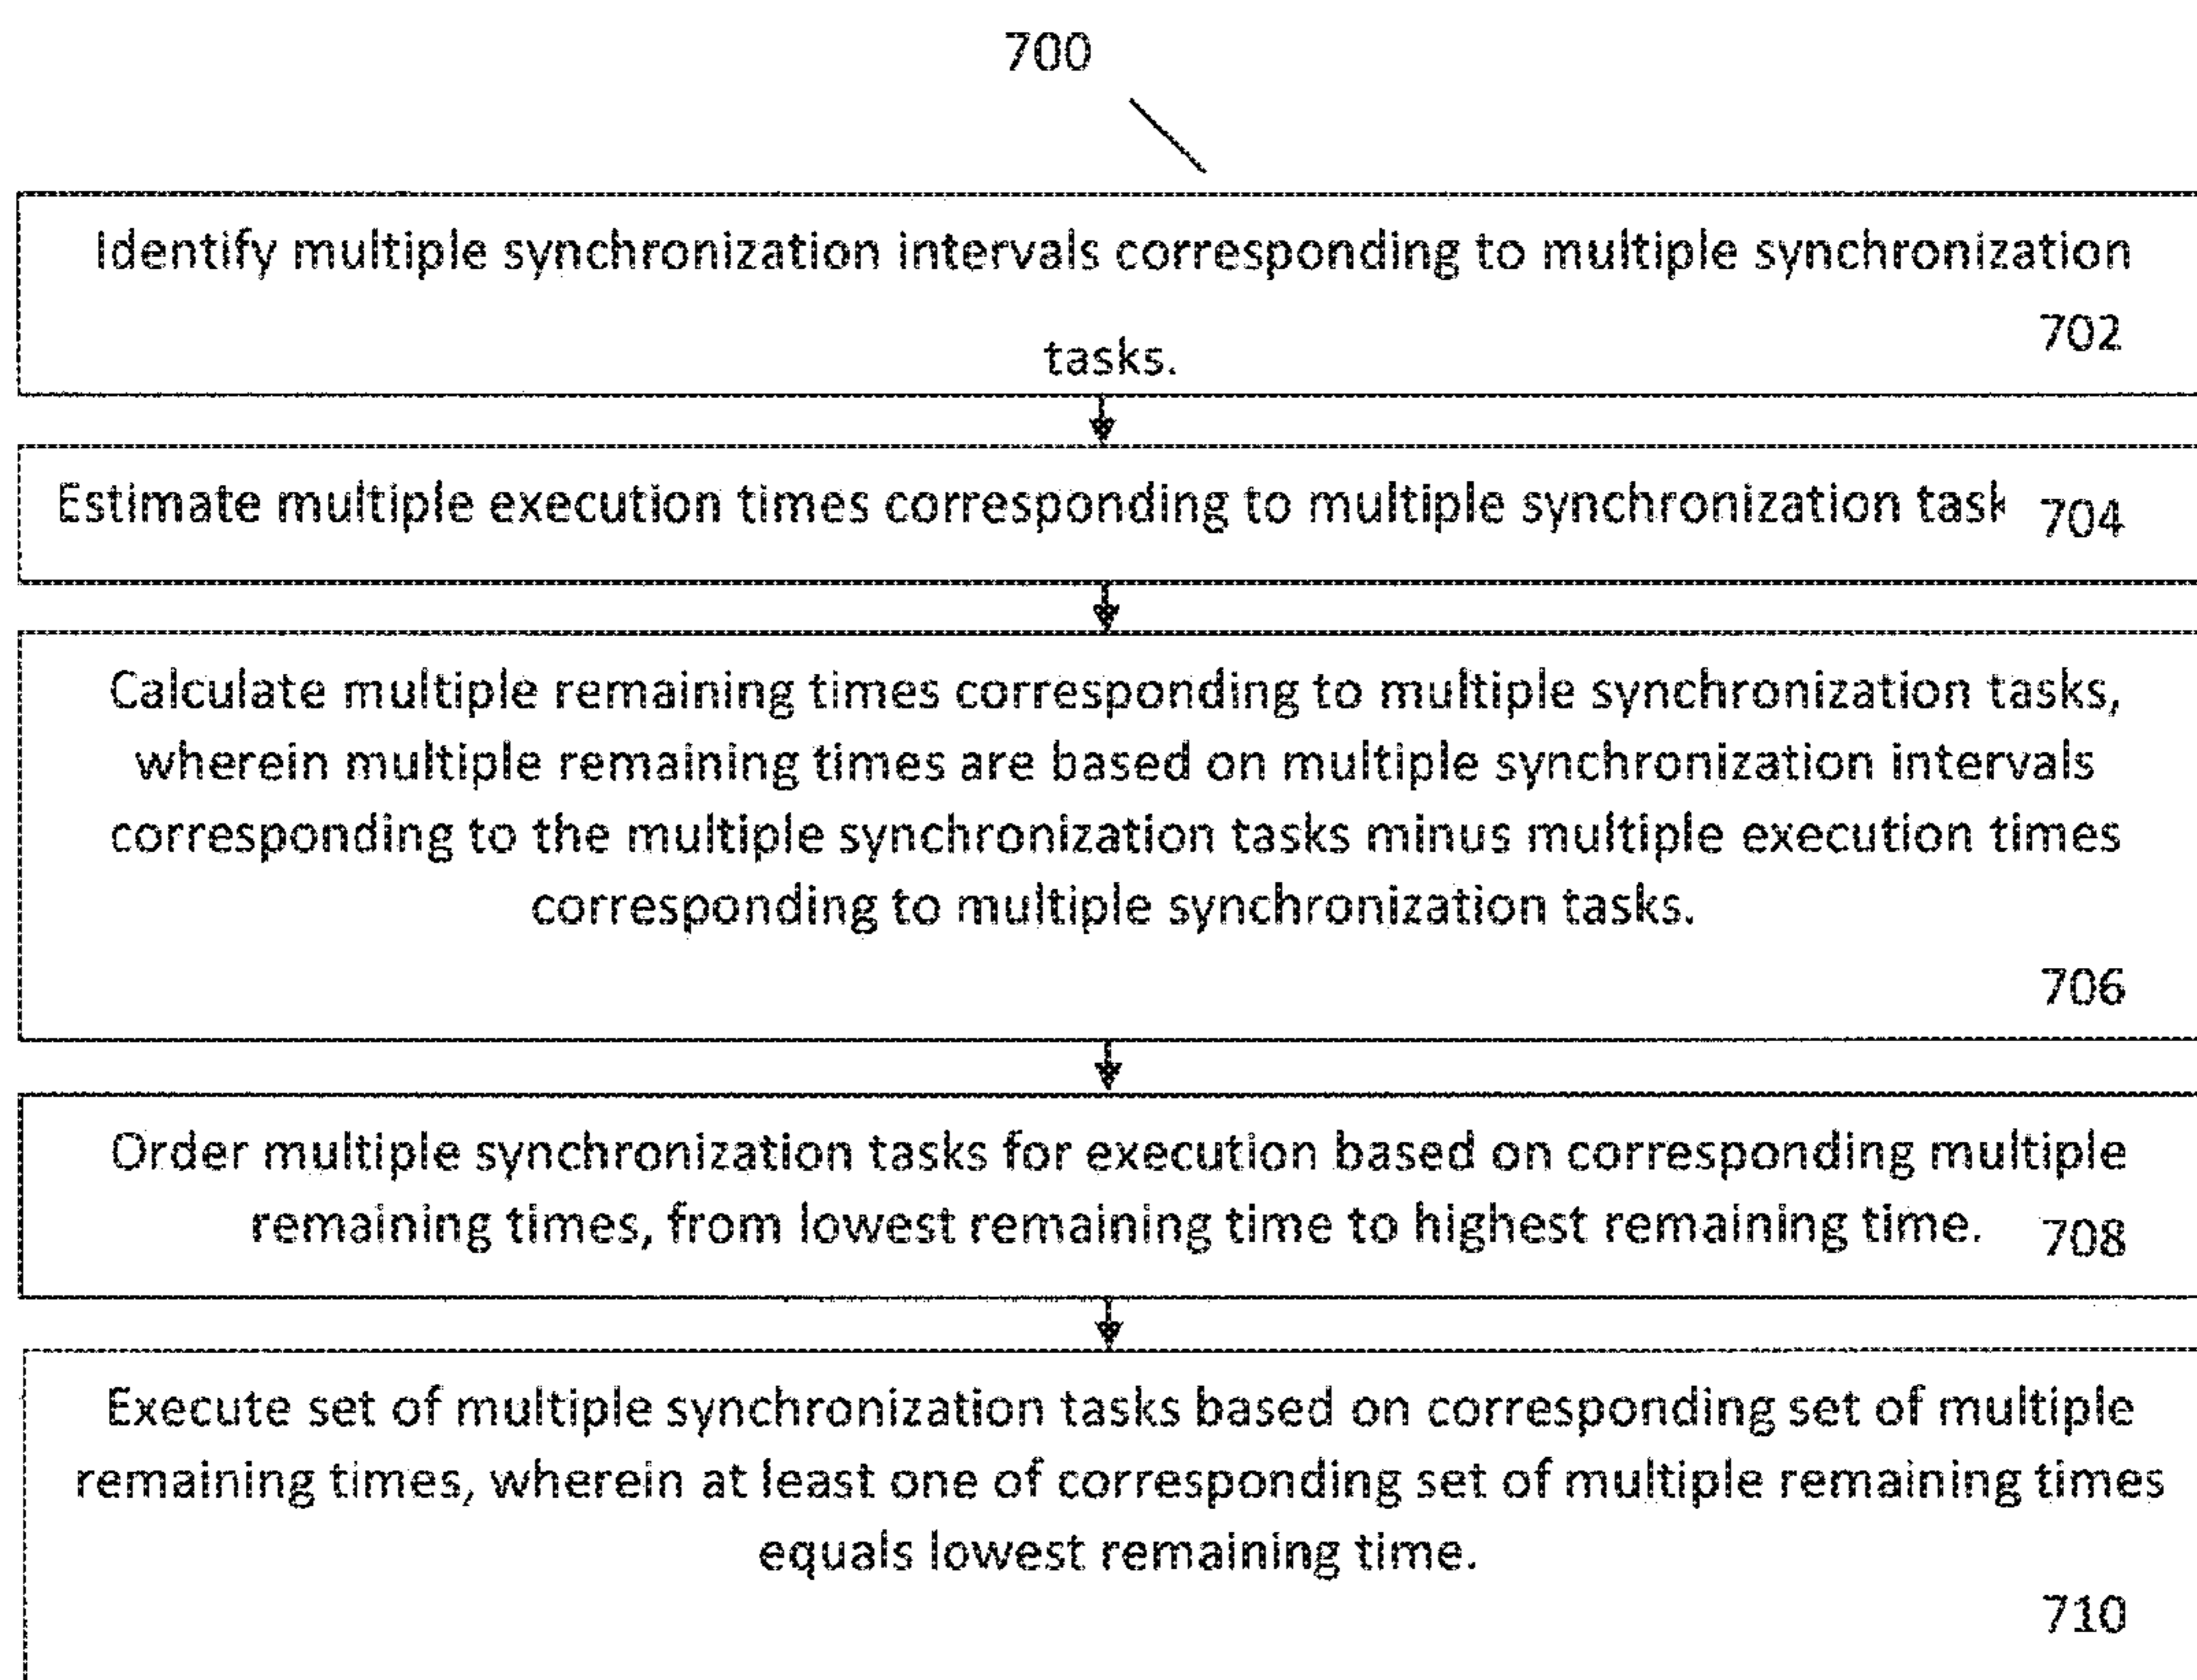 700
Identify multiple synchronization intervals corresponding to multiple synchronization
702
tasks.
Estimate multiple execution times corresponding to multiple synchronization task 704
Calculate multiple remaining times corresponding to multiple synchronization tasks,
wherein multiple remaining times are based on multiple synchronization intervals
corresponding to the multiple synchronization tasks minus multiple execution times
corresponding to multiple synchronization tasks.
706
Order multiple synchronization tasks for execution based on corresponding multiple
remaining times, from lowest remaining time to highest remaining time. 708
Execute set of multiple synchronization tasks based on corresponding set of multiple
remaining times, wherein at least one of corresponding set of multiple remaining times
equals lowest remaining time.
710